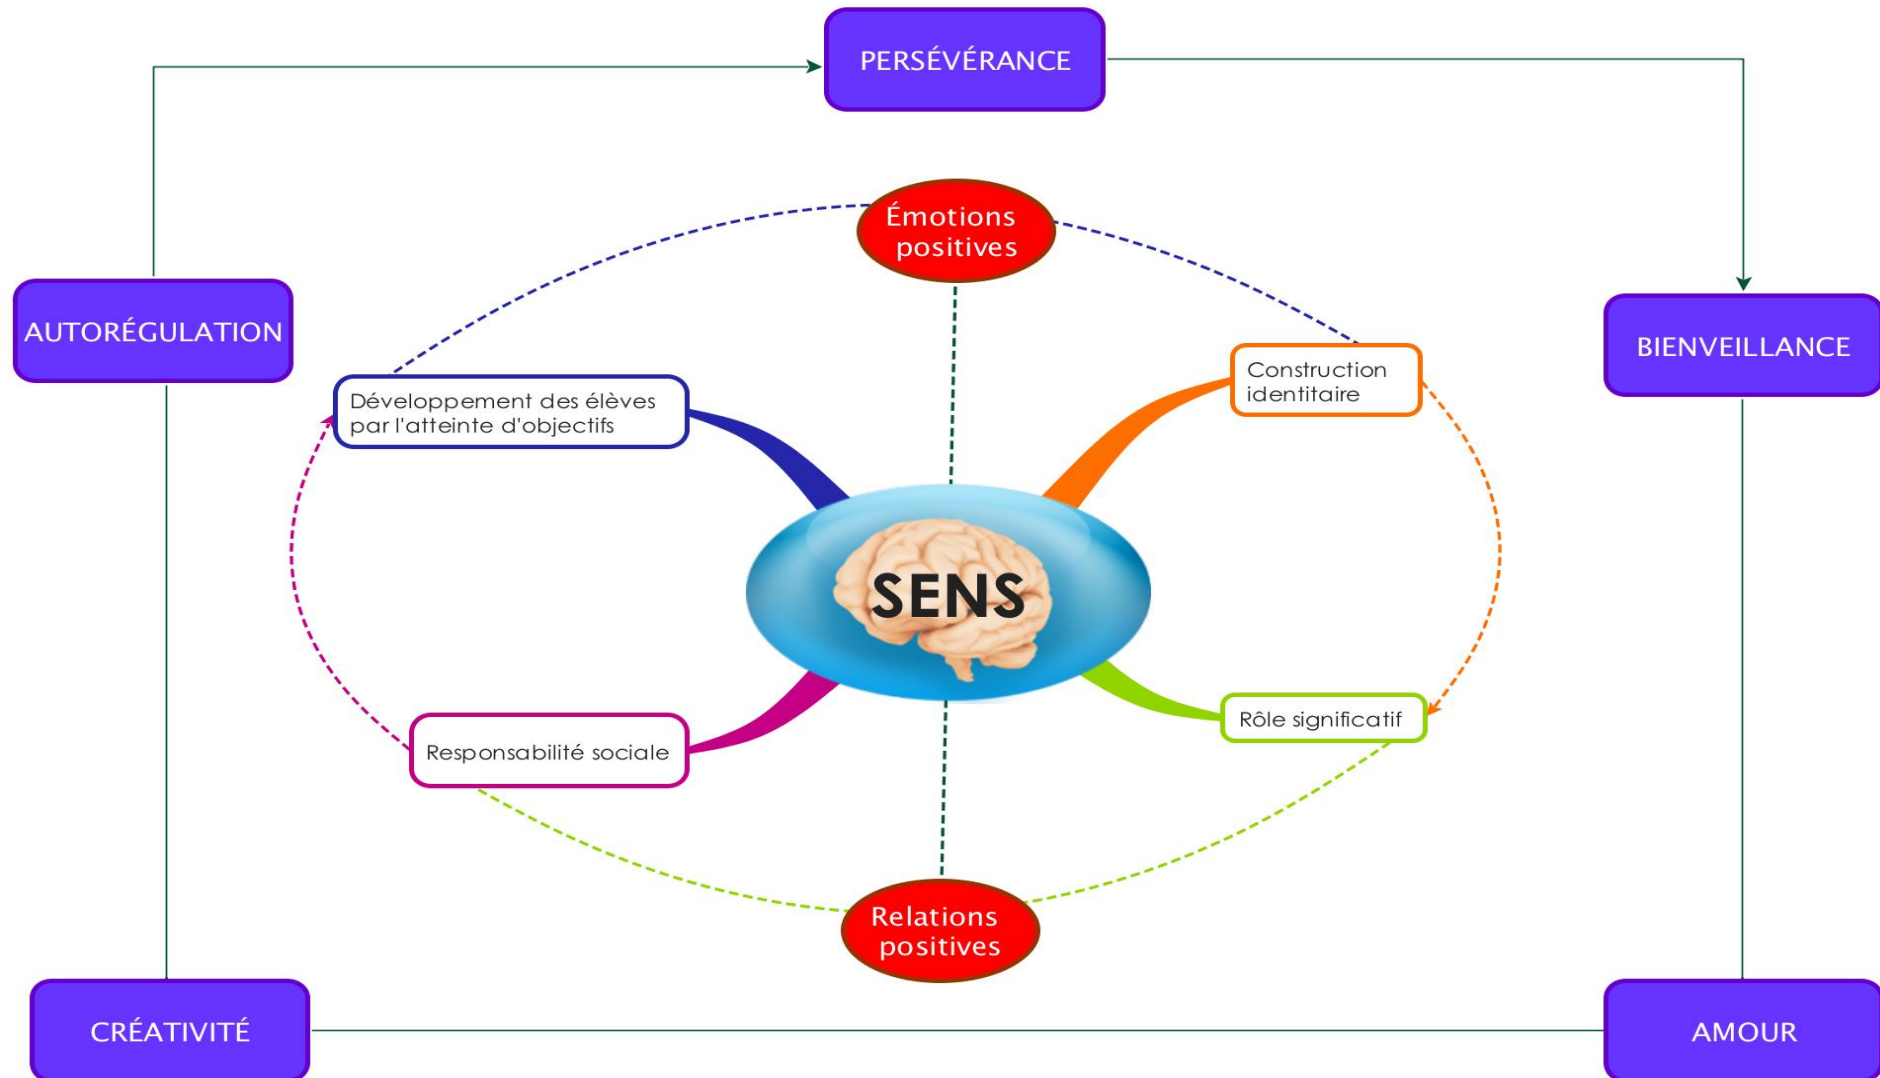 PERSÉVÉRANCE
Émotions
positives
AUTORÉGULATION
BIENVEILLANCE
Construction
identitaire
Développement des élèves
par l'atteinte d'objectifs
SENS
Rôle significatif
Responsabilité sociale
Relations
positives
CRÉATIVITÉ
AMOUR